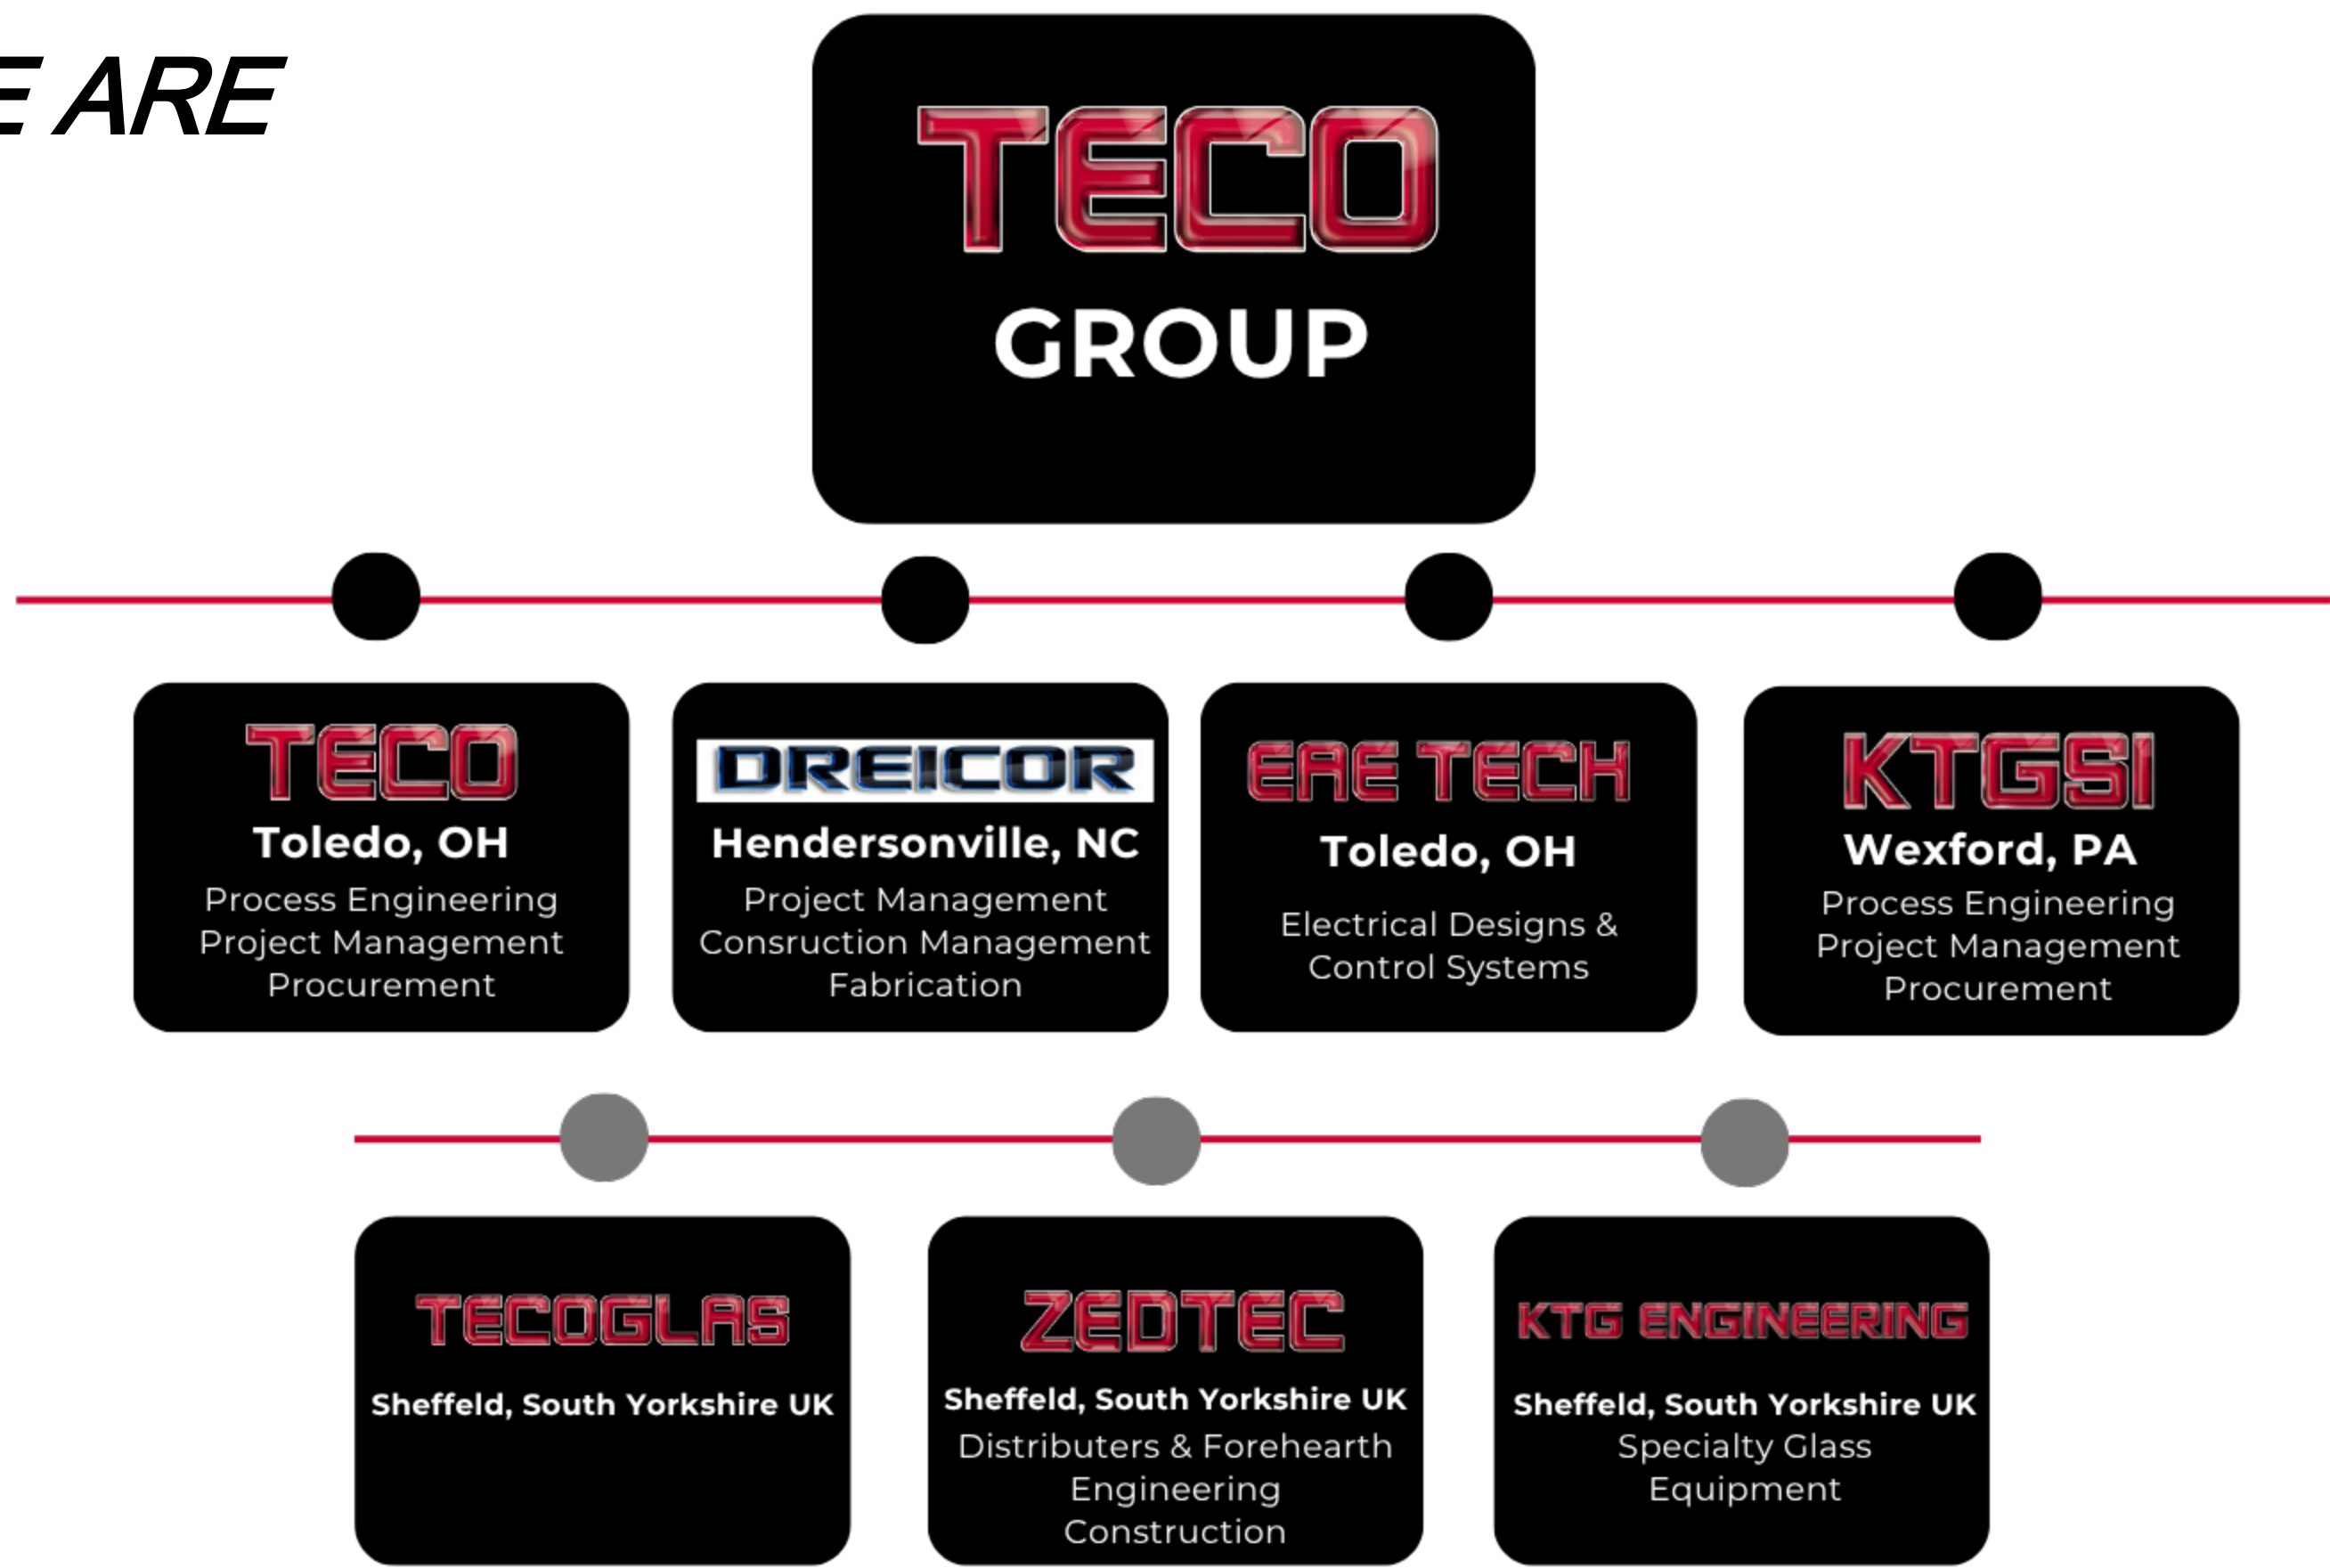 E ARE
TECO
GROUP
TECO
Toledo, OH
Process Engineering
Project Management
Procurement
DREICOR
Hendersonville, NC
Project Management
Consruction Management
Fabrication
EAE TECH
Toledo, OH
Electrical Designs &
Control Systems
KTGSI
Wexford, PA
Process Engineering
Project Management
Procurement
TECOGLAS
Sheffeld, South Yorkshire UK
ZEDTEC
Sheffeld, South Yorkshire UK
Distributers & Forehearth
Engineering
Construction
KTG ENGINEERING
Sheffeld, South Yorkshire UK
Specialty Glass
Equipment